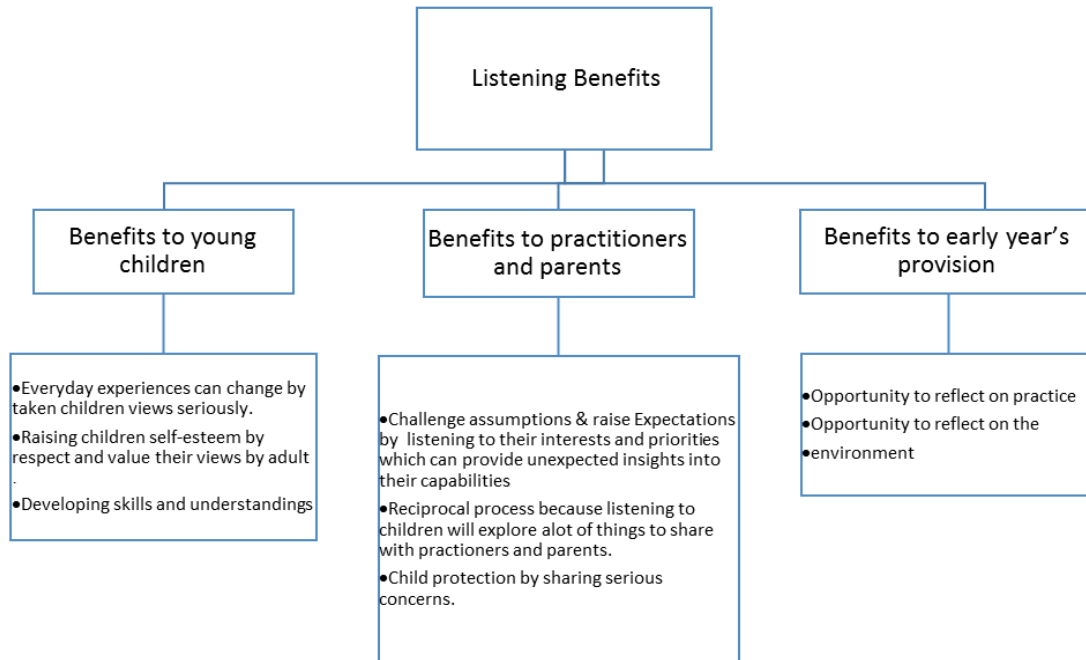 Listening Benefits
Benefits to young
children
Benefits to practitioners
and parents
Benefits to early year's
provision
•Everyday experiences can change by
taken children views seriously.
•Raising children self-esteem by
respect and value their views by adult
.
•Developing skills and understandings
•Challenge assumptions & raise Expectations
by listening to their interests and priorities
which can provide unexpected insights into
their capabilities
•Reciprocal process because listening to
children will explore alot of things to share
with practioners and parents.
•Child protection by sharing serious
concerns.
•Opportunity to reflect on practice
•Opportunity to reflect on the
•environment